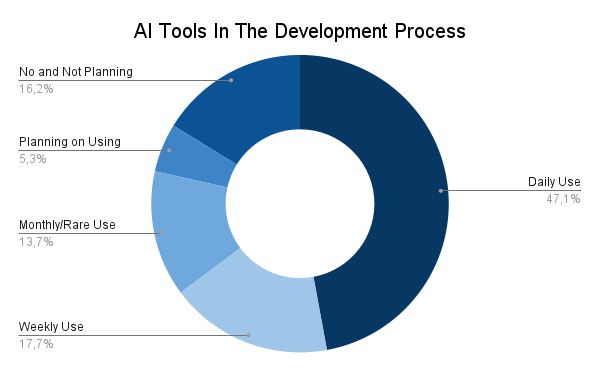 AI Tools In The Development Process
No and Not Planning
16,2%
Planning on Using
5,3%
Daily Use
47,1%
Monthly/Rare Use
13,7%
Weekly Use
17,7%